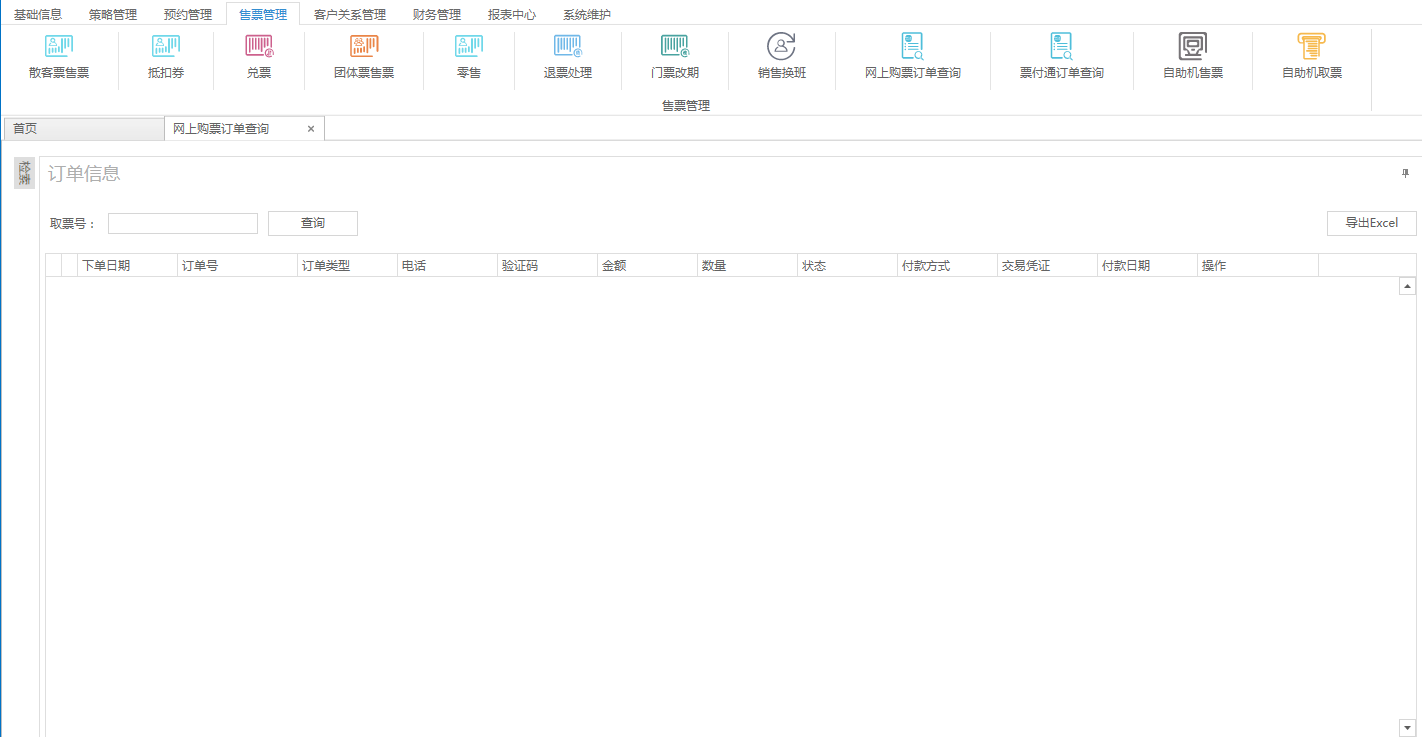 基础信息 策略管理 预约管理 售票管理 客户关系管理 财务管理 报表中心 系统维护
散客票售票 抵扣券 兑票 团体票售票 零售 退票处理 门票改期 销售换班 网上购票订单查询 票付通订单查询 自助机售票 自助机取票
售票管理
首页 网上购票订单查询 ×
检索
订单信息
取票号： 查询 导出Excel
下单日期 订单号 订单类型 电话 验证码 金额 数量 状态 付款方式 交易凭证 付款日期 操作